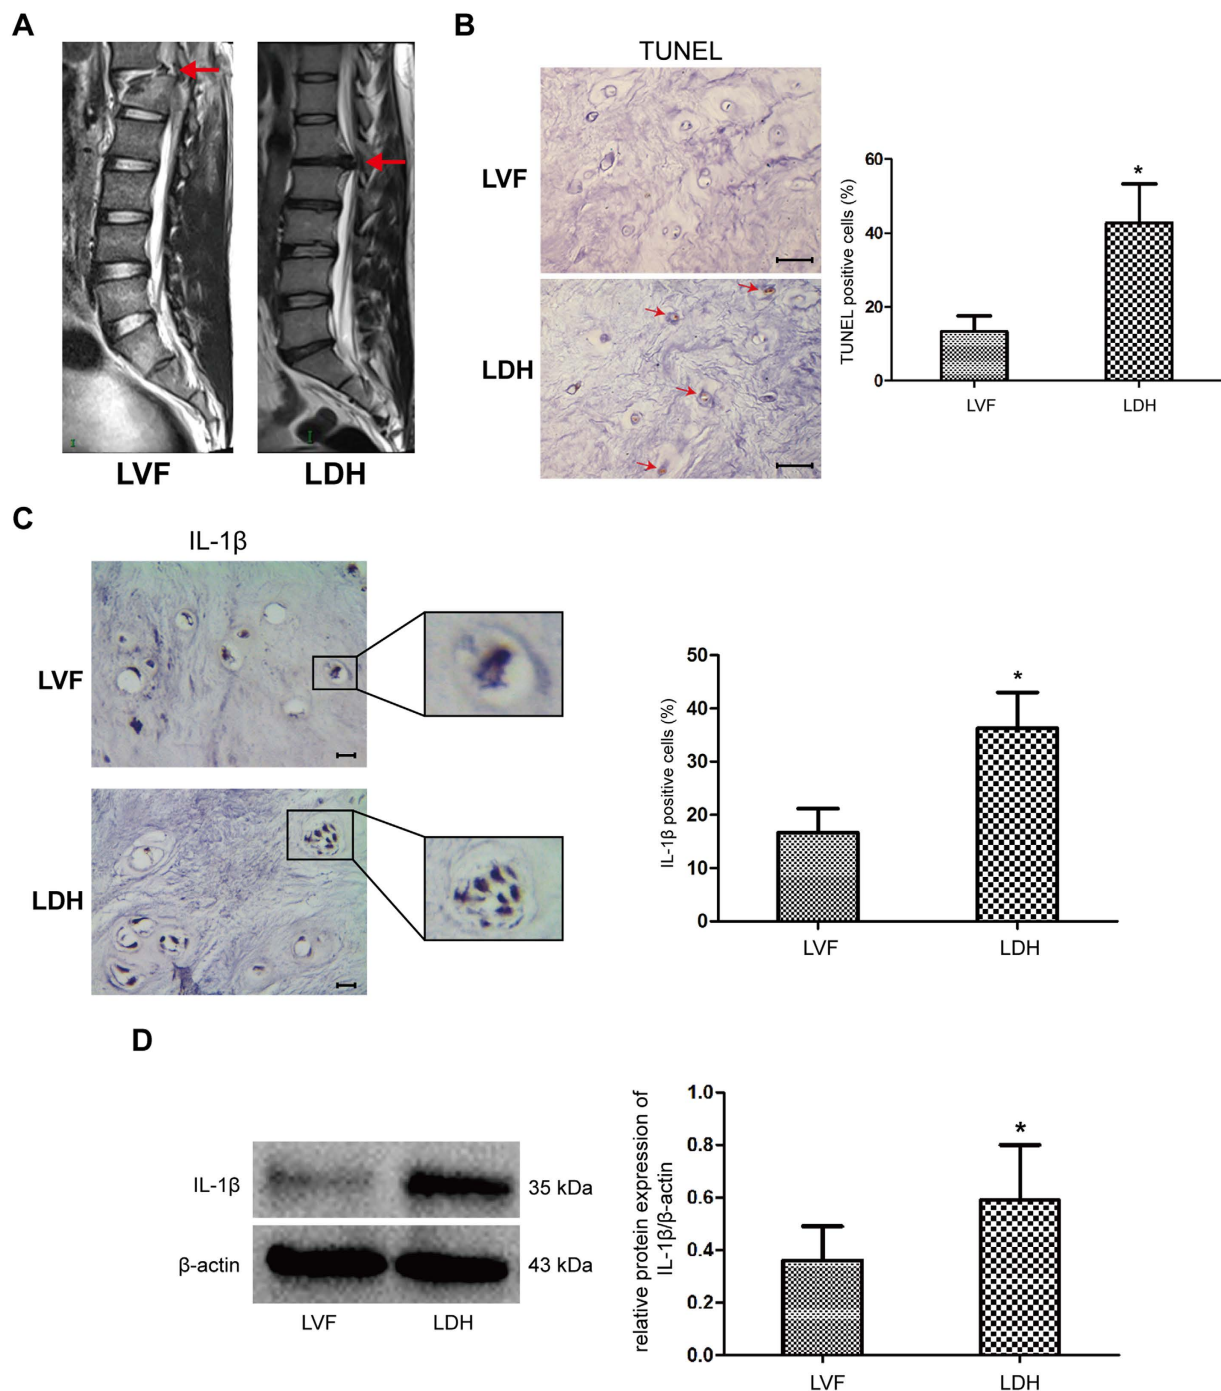 A
LVF
LDH
B
TUNEL
LVF
LDH
TUNEL positive cells (%)
60
40
20
0
*
LVF
LDH
C
IL-1β
LVF
LDH
IL-1β positive cells (%)
50
40
30
20
10
0
*
LVF
LDH
D
IL-1β
35 kDa
β-actin
43 kDa
LVF
LDH
relative protein expression of
IL-1β/β-actin
1.0
0.8
0.6
0.4
0.2
0.0
*
LVF
LDH